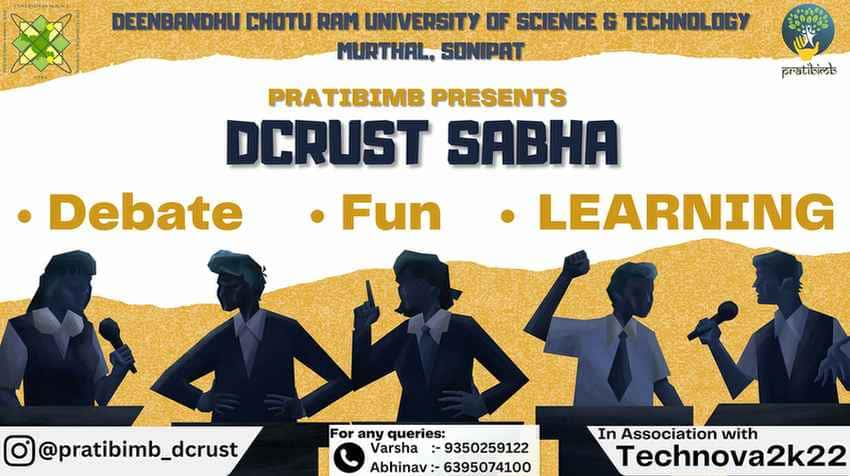 DEENBANDHU CHOTU RAM UNIVERSITY OF SCIENCE & TECHNOLOGY
MURTHAL, SONIPAT
pratibimb
PRATIBIMB PRESENTS
DCRUST SABHA
• Debate • Fun • LEARNING
@pratibimb_dcrust
For any queries:
Varsha :- 9350259122
Abhinav :- 6395074100
In Association with
Technova2k22